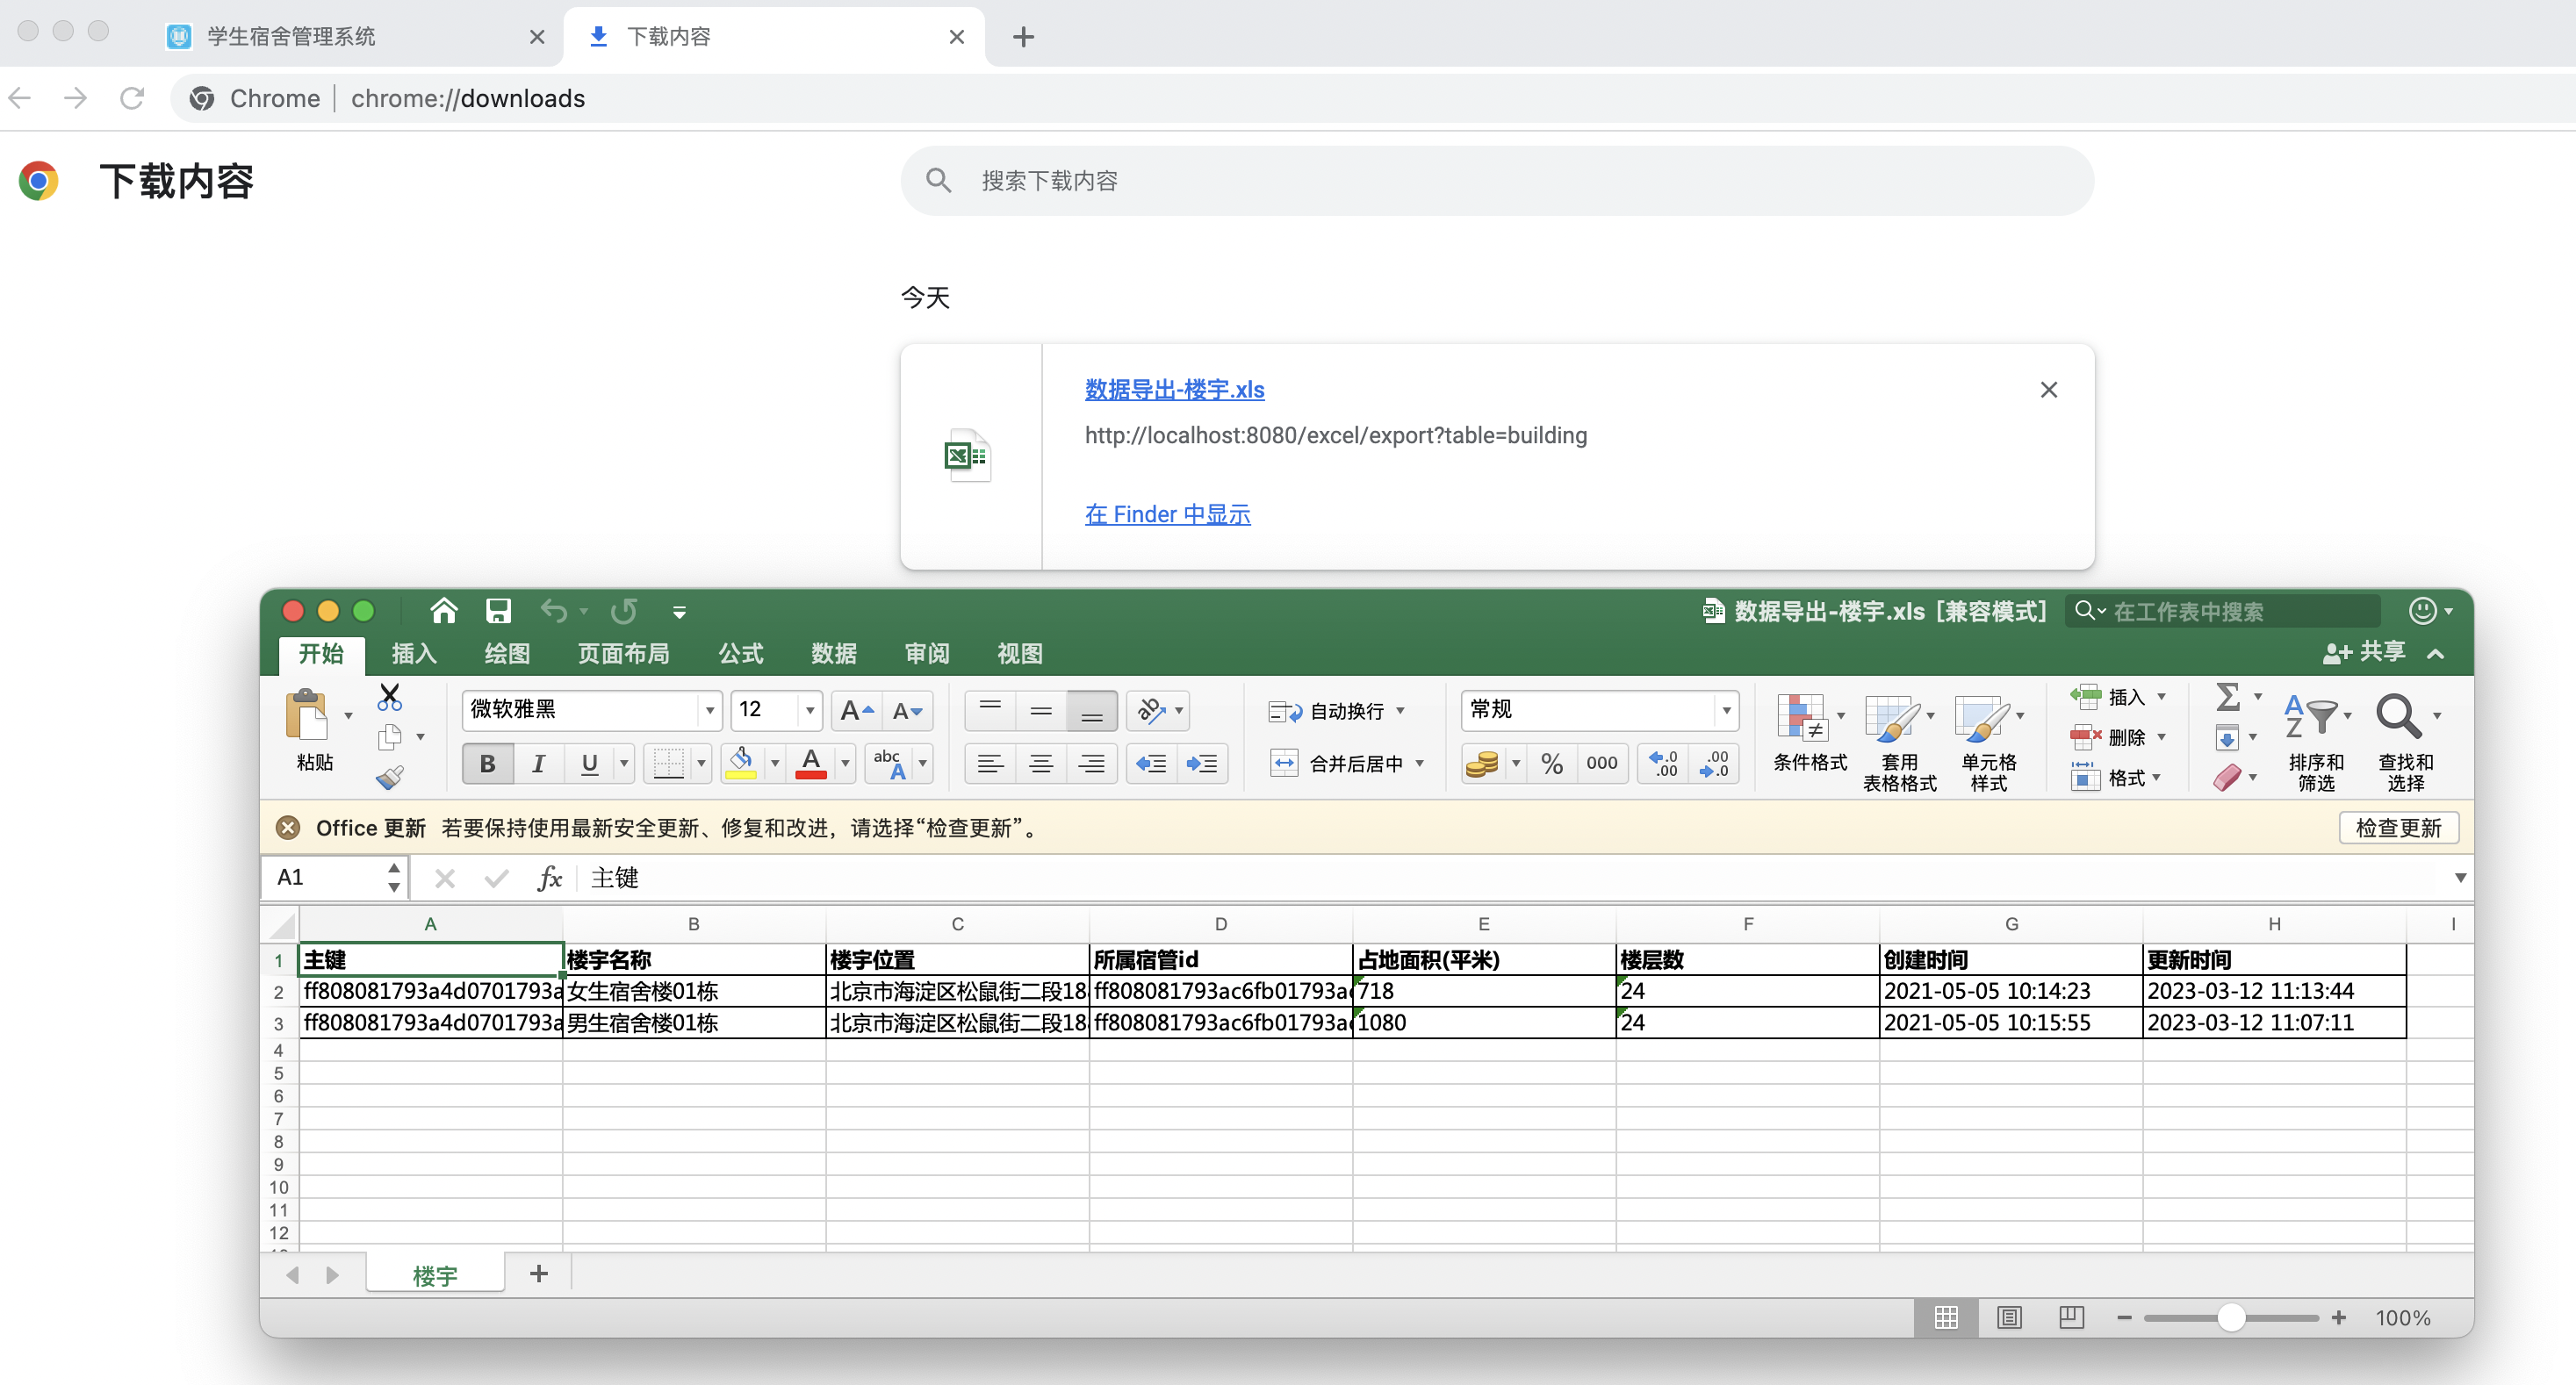 学生宿舍管理系统
下载内容
Chrome
chrome://downloads
下载内容
搜索下载内容
今天
数据导出-楼宇.xls
http://localhost:8080/excel/export?table=building
在 Finder 中显示
数据导出-楼宇.xls [兼容模式]
在工作表中搜索
开始 插入 绘图 页面布局 公式 数据 审阅 视图
共享
粘贴
微软雅黑 12
B I U
abc A
自动换行
合并后居中
常规
% 000
条件格式
套用
表格格式
单元格
样式
插入
删除
格式
排序和
筛选
查找和
选择
Office 更新 若要保持使用最新安全更新、修复和改进，请选择“检查更新”。
检查更新
A1 fx 主键
A B C D E F G H I
1 主键 楼宇名称 楼宇位置 所属宿管id 占地面积(平米) 楼层数 创建时间 更新时间
2 ff808081793a4d0701793a 女生宿舍楼01栋 北京市海淀区松鼠街二段18 ff808081793ac6fb01793a 718 24 2021-05-05 10:14:23 2023-03-12 11:13:44
3 ff808081793a4d0701793a 男生宿舍楼01栋 北京市海淀区松鼠街二段18 ff808081793ac6fb01793a 1080 24 2021-05-05 10:15:55 2023-03-12 11:07:11
4
5
6
7
8
9
10
11
12
楼宇
100%